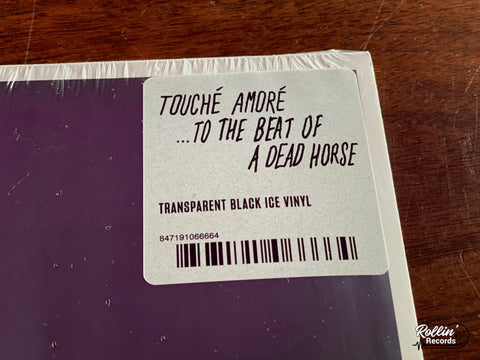 TOUCHÉ AMORÉ
...TO THE BEAT OF
A DEAD HORSE
TRANSPARENT BLACK ICE VINYL
847191066664
Rollin'
Records